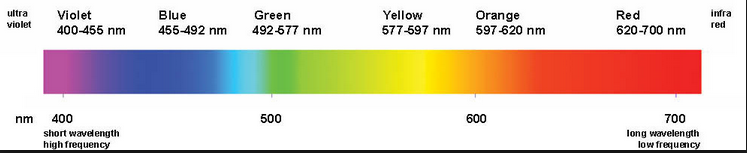 ultra
violet
Violet
400-455 nm
Blue
455-492 nm
Green
492-577 nm
Yellow
577-597 nm
Orange
597-620 nm
Red
620-700 nm
infra
red
nm 400 500 600 700
short wavelength
high frequency
long wavelength
low frequency